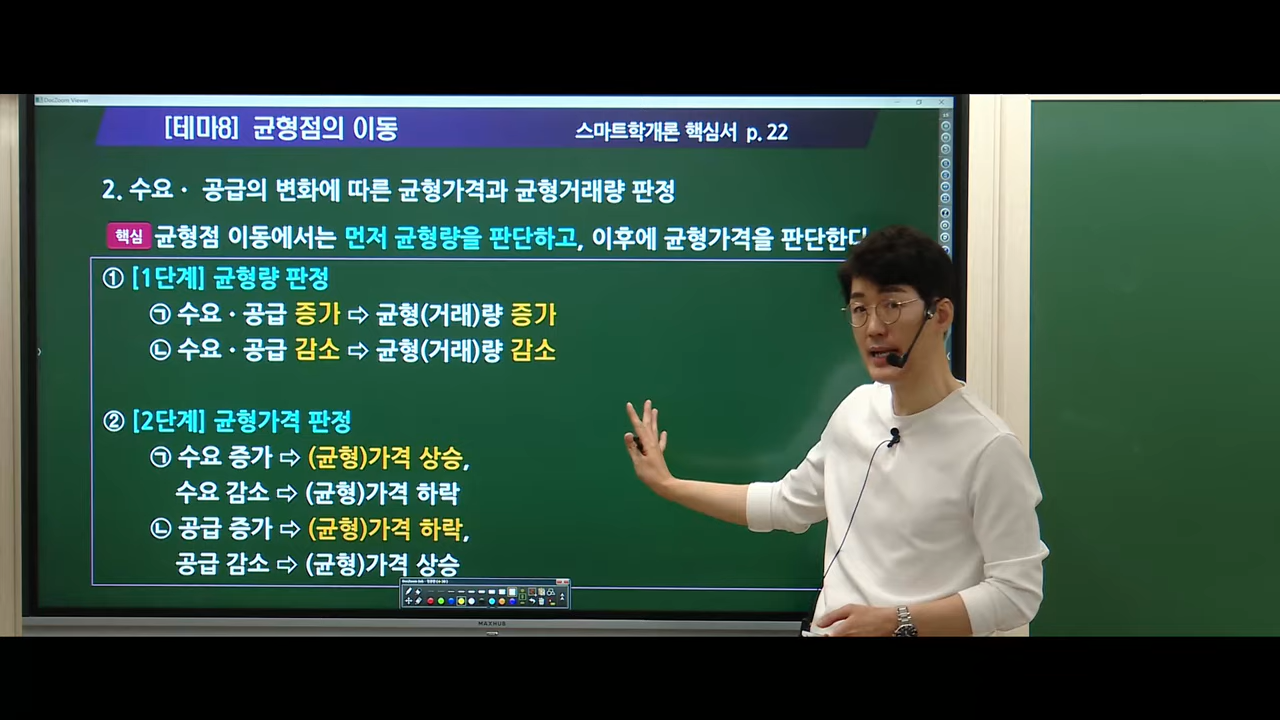 DocZoom Viewer
[테마8] 균형점의 이동
스마트학개론 핵심서 p. 22
2. 수요 · 공급의 변화에 따른 균형가격과 균형거래량 판정
핵심 균형점 이동에서는 먼저 균형량을 판단하고, 이후에 균형가격을 판단한다
① [1단계] 균형량 판정
㉠ 수요 · 공급 증가 ⇨ 균형(거래)량 증가
㉡ 수요 · 공급 감소 ⇨ 균형(거래)량 감소
② [2단계] 균형가격 판정
㉠ 수요 증가 ⇨ (균형)가격 상승,
수요 감소 ⇨ (균형)가격 하락
㉡ 공급 증가 ⇨ (균형)가격 하락,
공급 감소 ⇨ (균형)가격 상승
MAXHUB